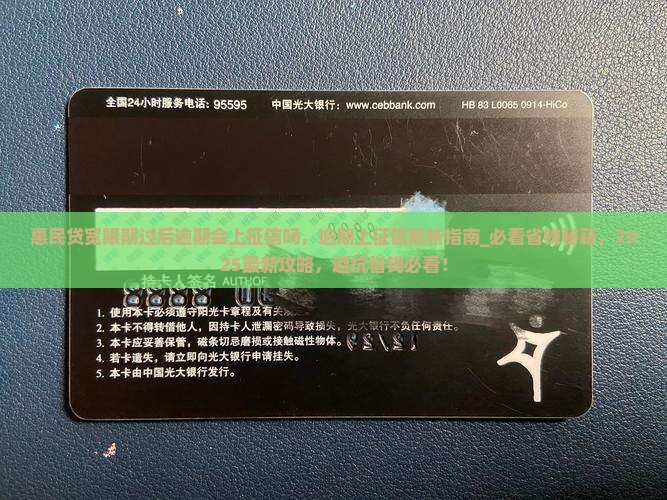 全国24小时服务电话: 95595 中国光大银行: www.cebbank.com HB 83 L0065 0914-HiCo
惠民贷宽限期过后逾期会上征信吗,逾期上征信解析指南_必看省钱秘籍,20
25最新攻略,避坑省钱必看!
持卡人签名 AUTHOR
1. 使用本卡必须遵守阳光卡章程及有关
2. 本卡不得转借他人,因持卡人泄漏密码导致损失,光大银行不负任何责任。
3. 本卡应妥善保管,磁条切忌磨损或接触磁性物体。
4. 若卡遗失,请立即向光大银行申请挂失。
5. 本卡由中国光大银行发行。